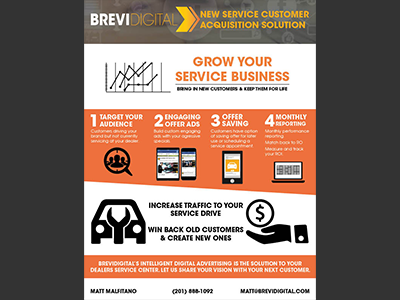 BREVIDIGITAL
NEW SERVICE CUSTOMER
ACQUISITION SOLUTION
GROW YOUR
SERVICE BUSINESS
BRING IN NEW CUSTOMERS & KEEP THEM FOR LIFE
1 TARGET YOUR
AUDIENCE
Customers driving your
brand but not currently
servicing at your dealer
2 ENGAGING
OFFER ADS
Build custom engaging
ads with your agressive
specials
3 OFFER
SAVING
Customers have option
of saving offer for later
use or scheduling a
service appointment
4 MONTHLY
REPORTING
Monthly performance
reporting
Match back to RO
Measure and track
your ROI
INCREASE TRAFFIC TO YOUR
SERVICE DRIVE
WIN BACK OLD CUSTOMERS
& CREATE NEW ONES
$
BREVIDIGITAL'S INTELLIGENT DIGITAL ADVERTISING IS THE SOLUTION TO YOUR
DEALERS SERVICE CENTER. LET US SHARE YOUR VISION WITH YOUR NEXT CUSTOMER.
MATT MALFITANO
(201) 888-1092
MATT@BREVIDIGITAL.COM